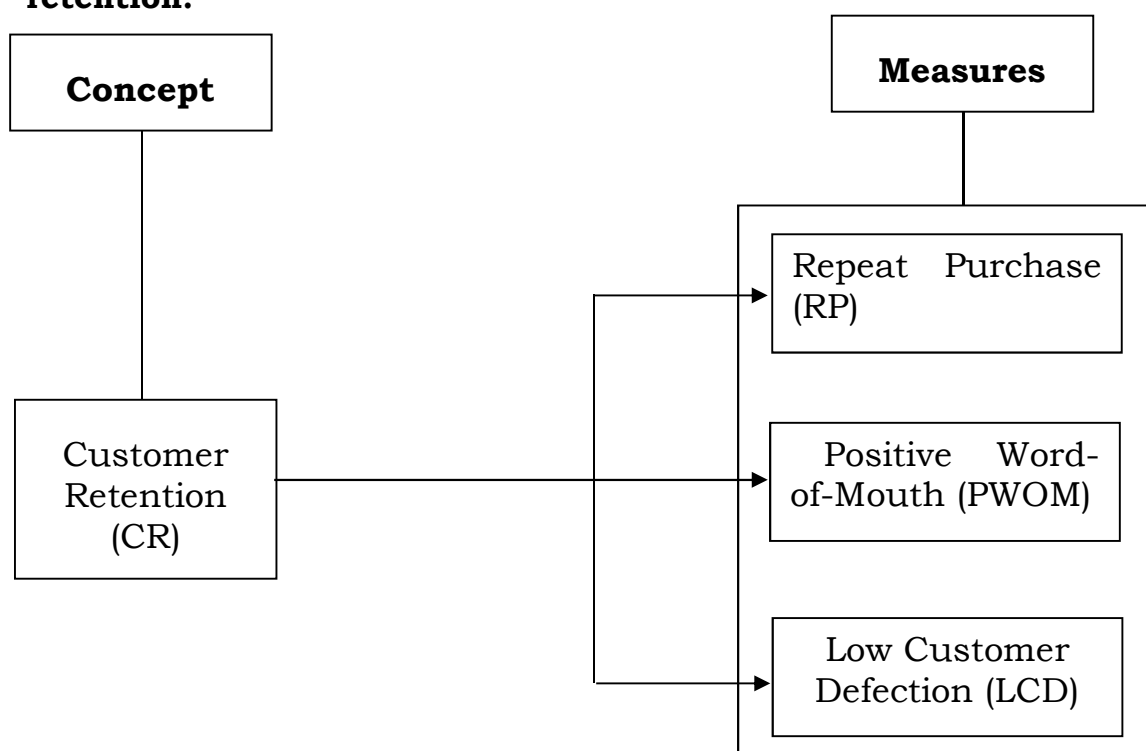 retention.
Concept
Measures
Repeat Purchase
(RP)
Customer
Retention
(CR)
Positive Word-
of-Mouth (PWOM)
Low Customer
Defection (LCD)